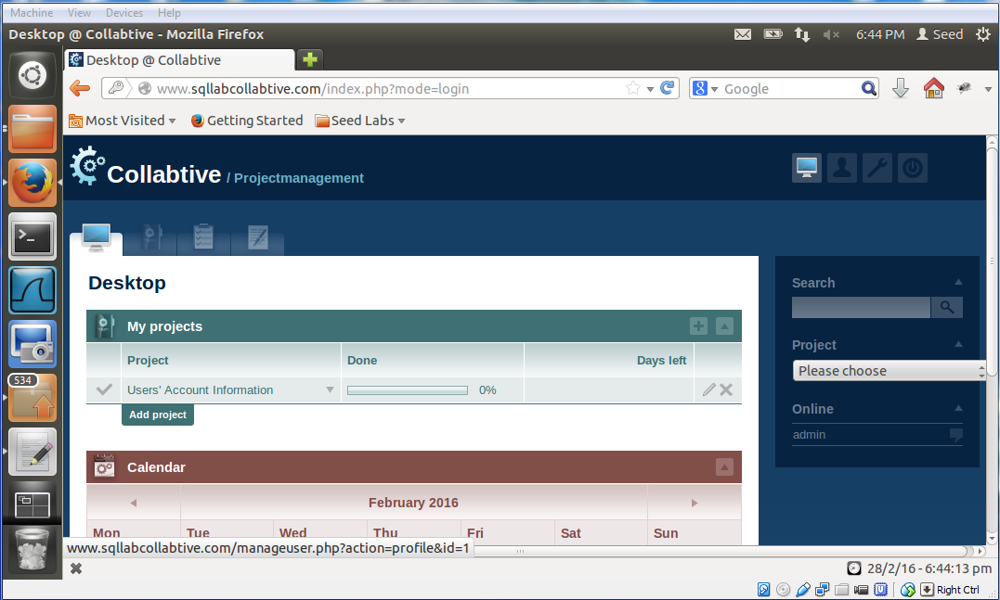 Machine View Devices Help
Desktop @ Collabtive - Mozilla Firefox 6:44 PM Seed
Desktop @ Collabtive
www.sqllabcollabtive.com/index.php?mode=login 8 Google
Most Visited Getting Started Seed Labs
Collabtive / Projectmanagement
Desktop
My projects
Project Done Days left
Users' Account Information 0%
Add project
Calendar
February 2016
Mon Tue Wed Thu Fri Sat Sun
Search
Project
Please choose
Online
admin
534
www.sqllabcollabtive.com/manageuser.php?action=profile&id=1
28/2/16 - 6:44:13 pm
Right Ctrl